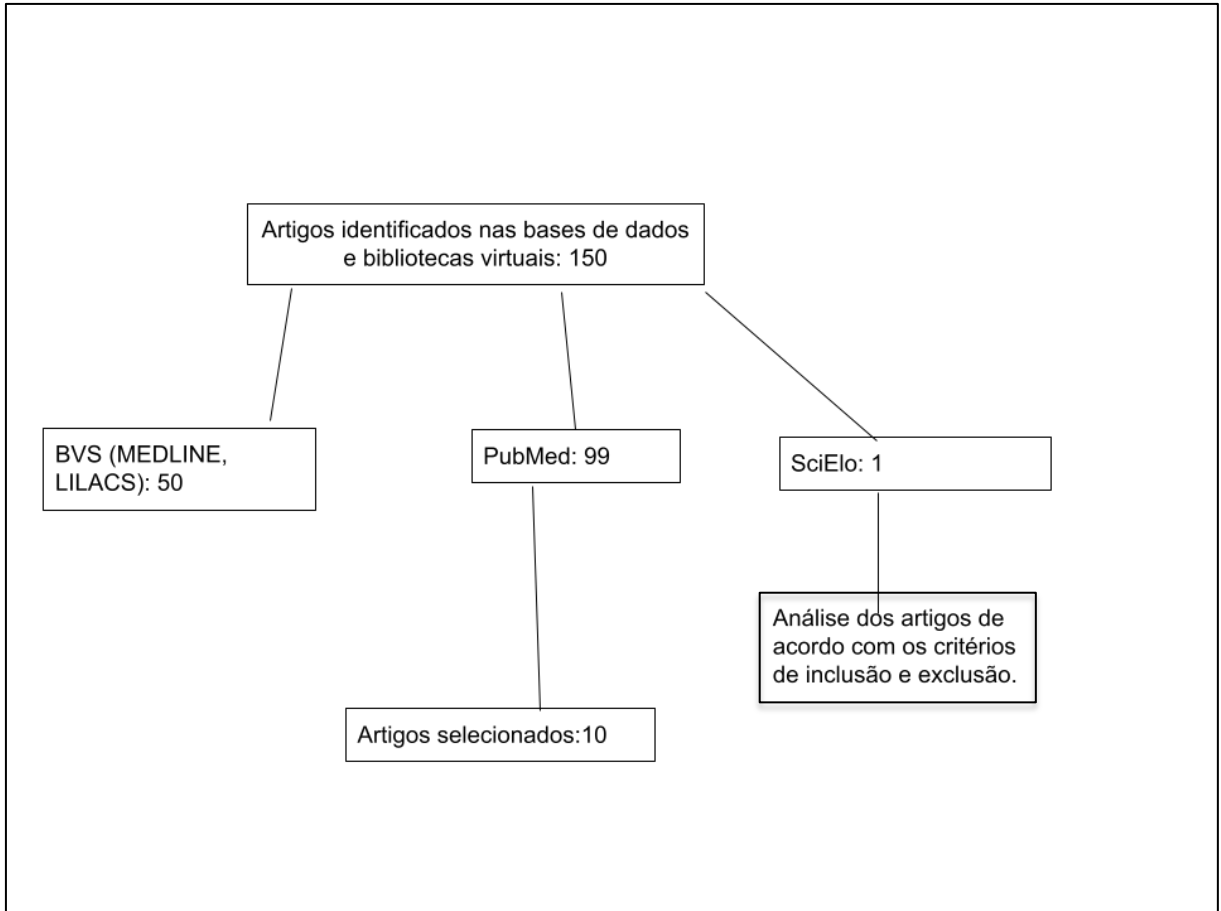 Artigos identificados nas bases de dados
e bibliotecas virtuais: 150
BVS (MEDLINE,
LILACS): 50
PubMed: 99
SciElo: 1
Análise dos artigos de
acordo com os critérios
de inclusão e exclusão.
Artigos selecionados:10